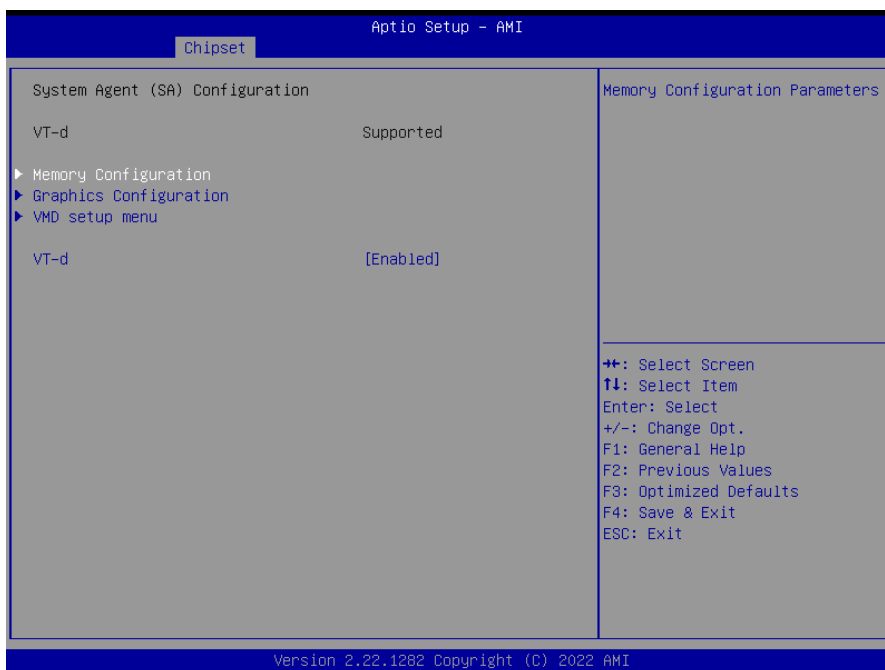 Aptio Setup – AMI
Chipset
System Agent (SA) Configuration
VT-d Supported
▶ Memory Configuration
▶ Graphics Configuration
▶ VMD setup menu
VT-d [Enabled]
Memory Configuration Parameters
→←: Select Screen
↑↓: Select Item
Enter: Select
+/-: Change Opt.
F1: General Help
F2: Previous Values
F3: Optimized Defaults
F4: Save & Exit
ESC: Exit
Version 2.22.1282 Copyright (C) 2022 AMI